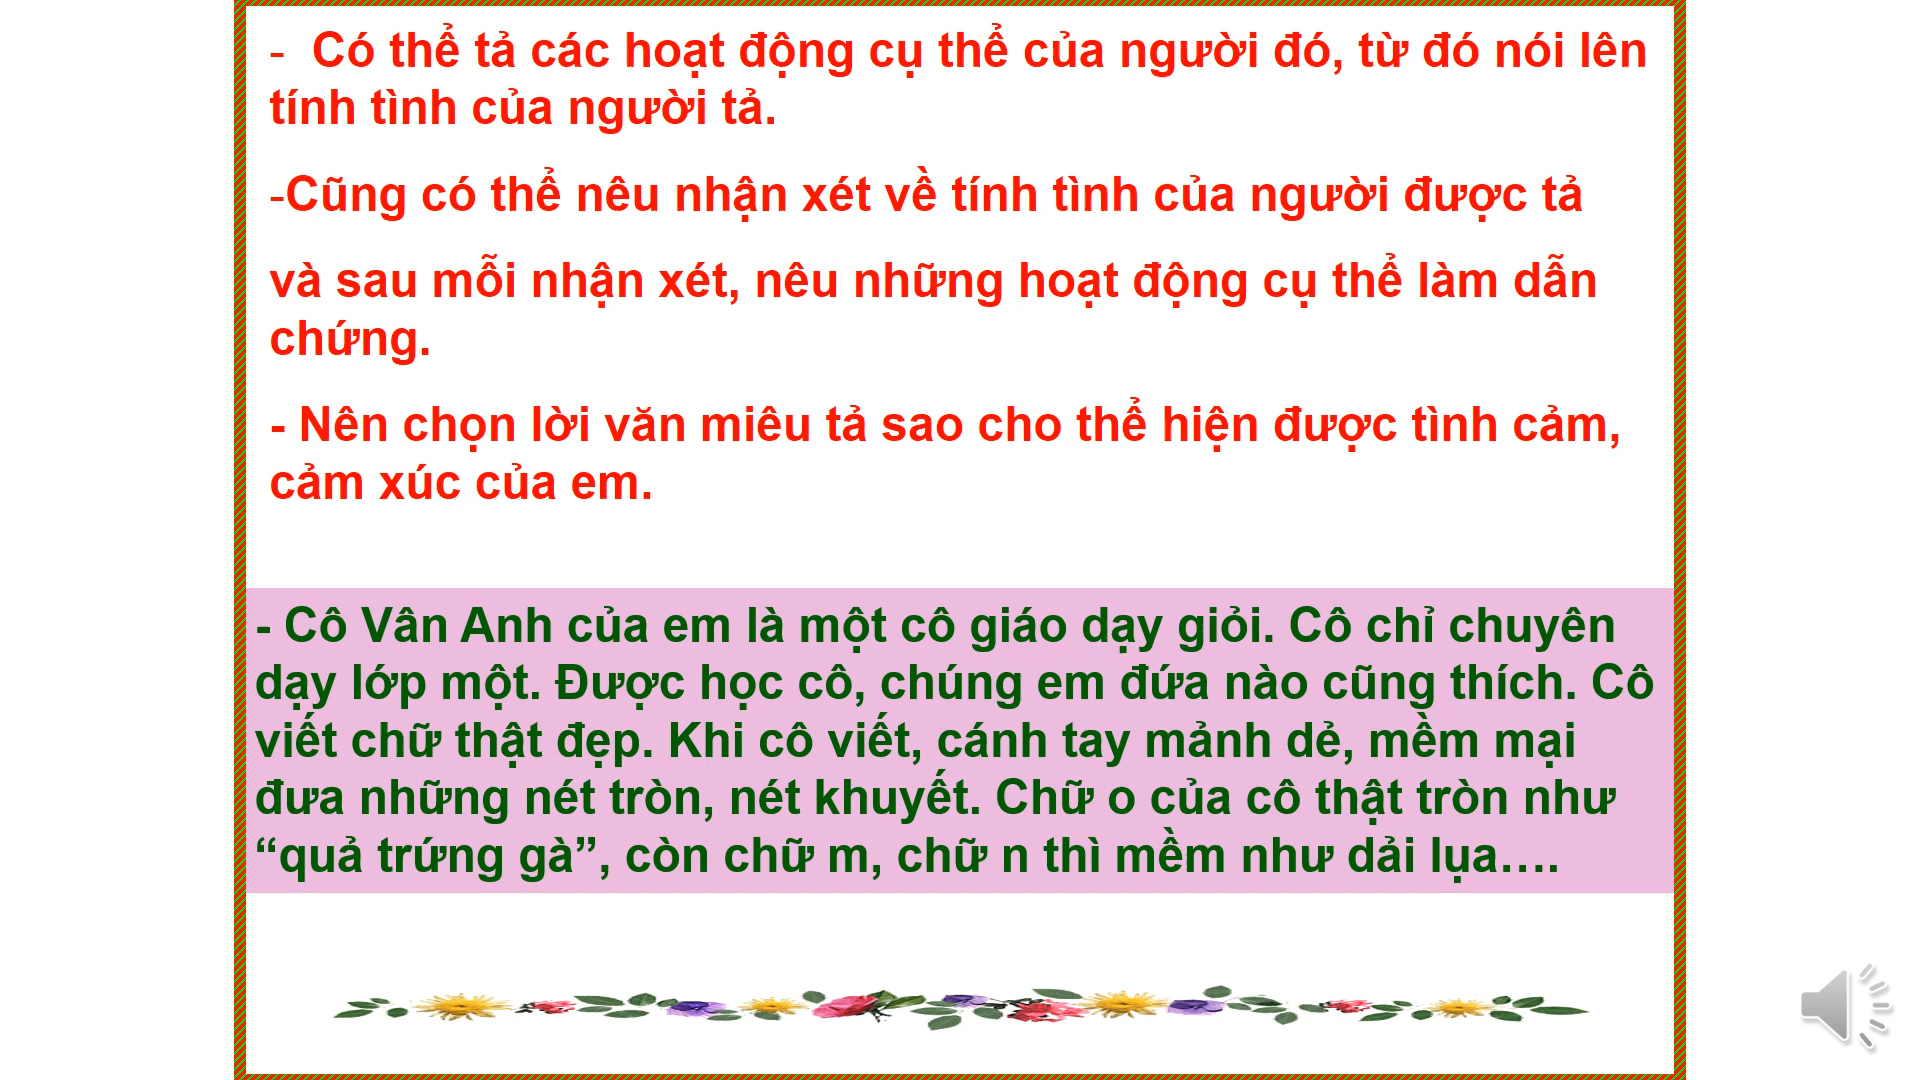 - Có thể tả các hoạt động cụ thể của người đó, từ đó nói lên
tính tình của người tả.
-Cũng có thể nêu nhận xét về tính tình của người được tả
và sau mỗi nhận xét, nêu những hoạt động cụ thể làm dẫn
chứng.
- Nên chọn lời văn miêu tả sao cho thể hiện được tình cảm,
cảm xúc của em.
- Cô Vân Anh của em là một cô giáo dạy giỏi. Cô chỉ chuyên
dạy lớp một. Được học cô, chúng em đứa nào cũng thích. Cô
viết chữ thật đẹp. Khi cô viết, cánh tay mảnh dẻ, mềm mại
đưa những nét tròn, nét khuyết. Chữ o của cô thật tròn như
“quả trứng gà”, còn chữ m, chữ n thì mềm như dải lụa….